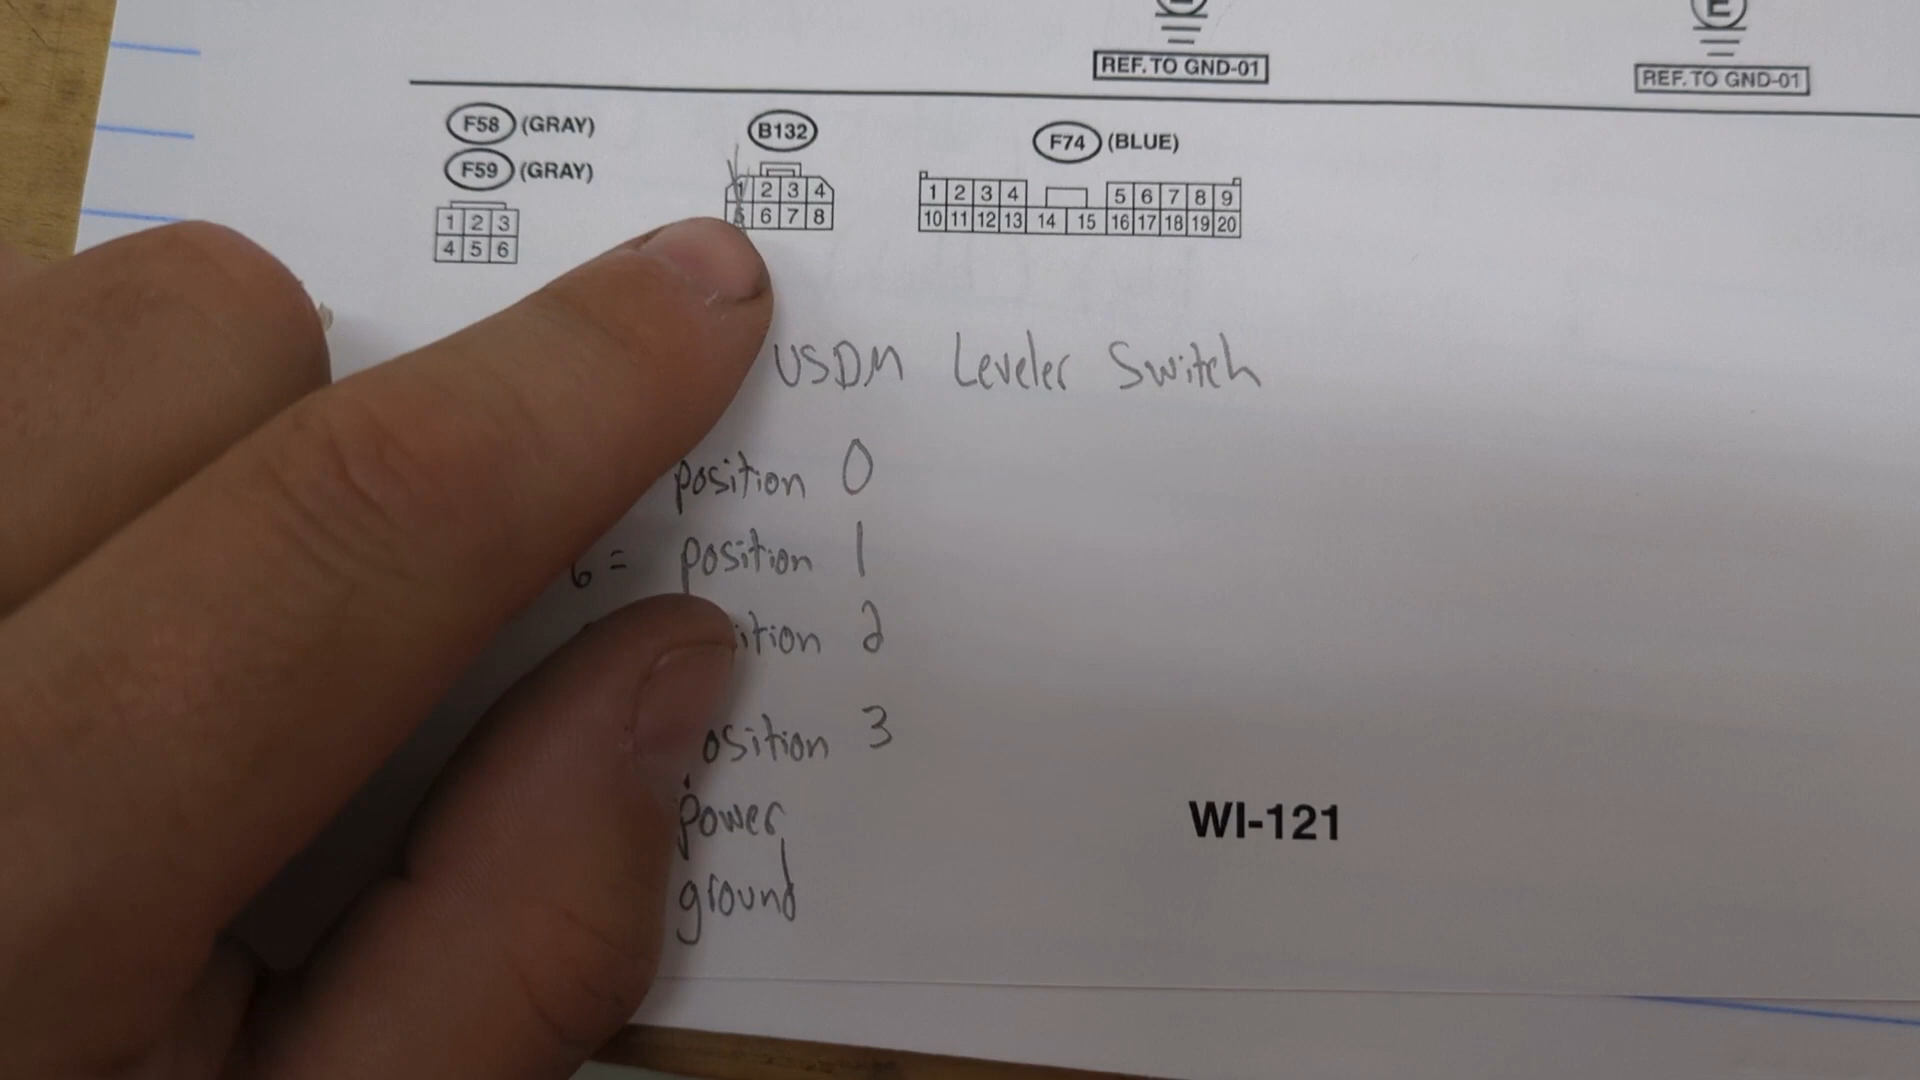 E E
REF. TO GND-01 REF. TO GND-01
F58 (GRAY) B132 F74 (BLUE)
F59 (GRAY)
1 2 3 4
1 2 3 4 5 6 7 8 9
5 6 7 8
10 11 12 13 14 15 16 17 18 19 20
1 2 3
4 5 6
USDM Leveler Switch
position 0
6 = position 1
ition 2
osition 3
power
WI-121
ground